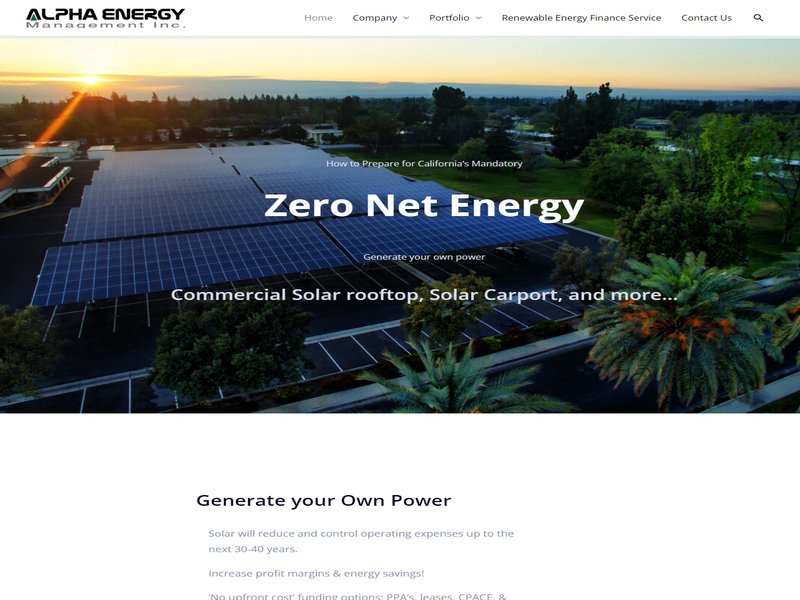 ALPHA ENERGY
Management Inc.
Home
Company
Portfolio
Renewable Energy Finance Service
Contact Us
How to Prepare for California's Mandatory
Zero Net Energy
Generate your own power
Commercial Solar rooftop, Solar Carport, and more...
Generate your Own Power
Solar will reduce and control operating expenses up to the
next 30-40 years.
Increase profit margins & energy savings!
'No upfront cost' funding options: PPA's, leases, CPACE, &